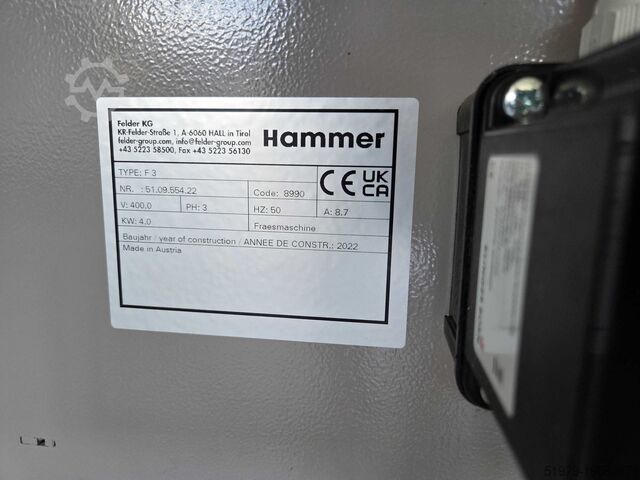 Felder KG
KR-Felder-Straße 1, A-6060 HALL in Tirol
felder-group.com, info@felder-group.com
+43 5223 58500, Fax +43 5223 56130
Hammer
TYPE: F 3
NR. : 51.09.554.22 Code: 8990
V: 400.0 PH: 3 HZ: 50 A: 8.7
KW: 4.0 Fraesmaschine
CE UK CA
Baujahr / year of construction / ANNEE DE CONSTR.: 2022
Made in Austria